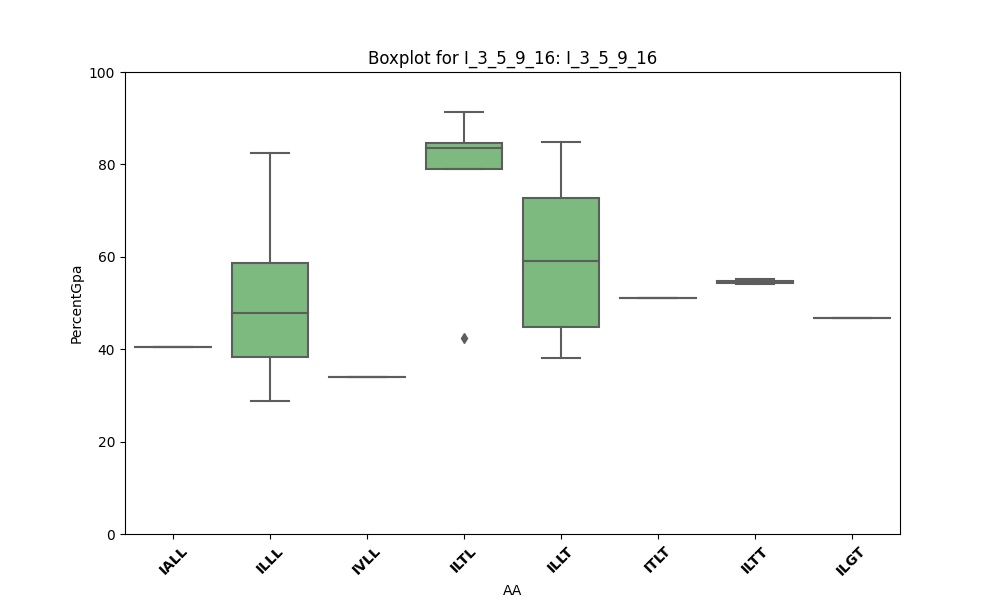 Boxplot for I_3_5_9_16: I_3_5_9_16
100
80
60
40
20
0
PercentGpa
IALL
ILLL
IVLL
ILTL
ILLT
ITLT
ILTT
ILGT
AA